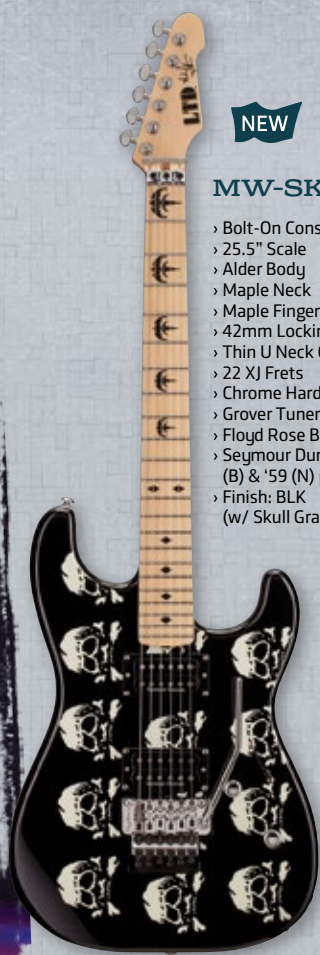 LTD
NEW
MW-SK
› Bolt-On Cons
› 25.5" Scale
› Alder Body
› Maple Neck
› Maple Finger
› 42mm Lockin
› Thin U Neck
› 22 XJ Frets
› Chrome Hard
› Grover Tuner
› Floyd Rose B
› Seymour Dun
(B) & '59 (N)
› Finish: BLK
(w/ Skull Gra